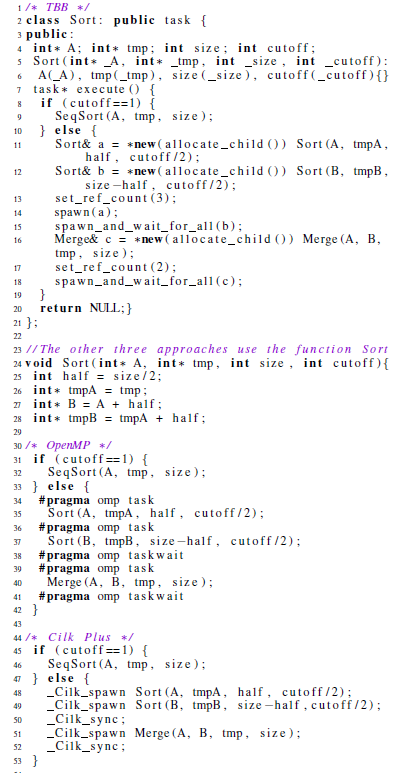 1 /* TBB */
2 class Sort: public task {
3 public:
4 int* A; int* tmp; int size; int cutoff;
5 Sort(int* _A, int* _tmp, int _size, int _cutoff):
6 A(_A), tmp(_tmp), size(_size), cutoff(_cutoff){}
7 task* execute() {
8 if (cutoff==1) {
9 SeqSort(A, tmp, size);
10 } else {
11 Sort& a = *new(allocate_child()) Sort(A, tmpA,
half, cutoff/2);
12 Sort& b = *new(allocate_child()) Sort(B, tmpB,
size-half, cutoff/2);
13 set_ref_count(3);
14 spawn(a);
15 spawn_and_wait_for_all(b);
16 Merge& c = *new(allocate_child()) Merge(A, B,
tmp, size);
17 set_ref_count(2);
18 spawn_and_wait_for_all(c);
19 }
20 return NULL;}
21 };
22
23 //The other three approaches use the function Sort
24 void Sort(int* A, int* tmp, int size, int cutoff){
25 int half = size/2;
26 int* tmpA = tmp;
27 int* B = A + half;
28 int* tmpB = tmpA + half;
29
30 /* OpenMP */
31 if (cutoff==1) {
32 SeqSort(A, tmp, size);
33 } else {
34 #pragma omp task
35 Sort(A, tmpA, half, cutoff/2);
36 #pragma omp task
37 Sort(B, tmpB, size-half, cutoff/2);
38 #pragma omp taskwait
39 #pragma omp task
40 Merge(A, B, tmp, size);
41 #pragma omp taskwait
42 }
43
44 /* Cilk Plus */
45 if (cutoff==1) {
46 SeqSort(A, tmp, size);
47 } else {
48 _Cilk_spawn Sort(A, tmpA, half, cutoff/2);
49 _Cilk_spawn Sort(B, tmpB, size-half,cutoff/2);
50 _Cilk_sync;
51 _Cilk_spawn Merge(A, B, tmp, size);
52 _Cilk_sync;
53 }